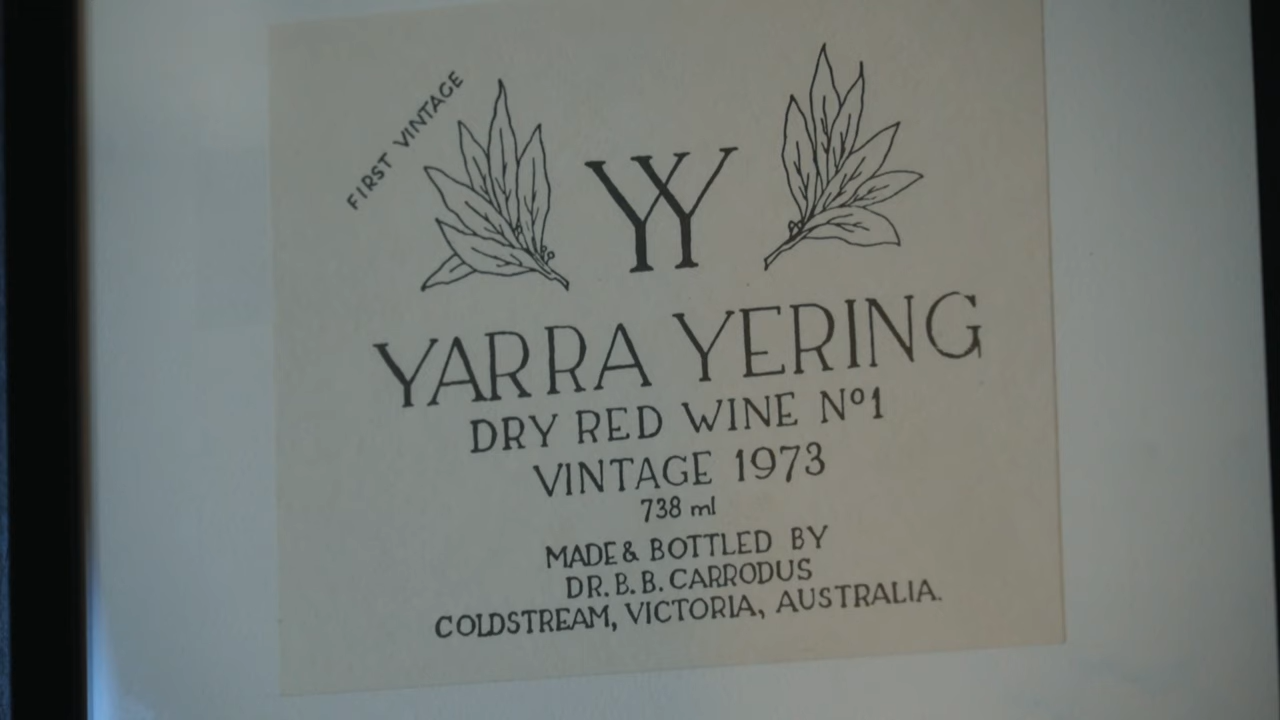 FIRST VINTAGE
YY
YARRA YERING
DRY RED WINE Nº1
VINTAGE 1973
738 ml
MADE & BOTTLED BY
DR. B. B. CARRODUS
COLDSTREAM, VICTORIA, AUSTRALIA.